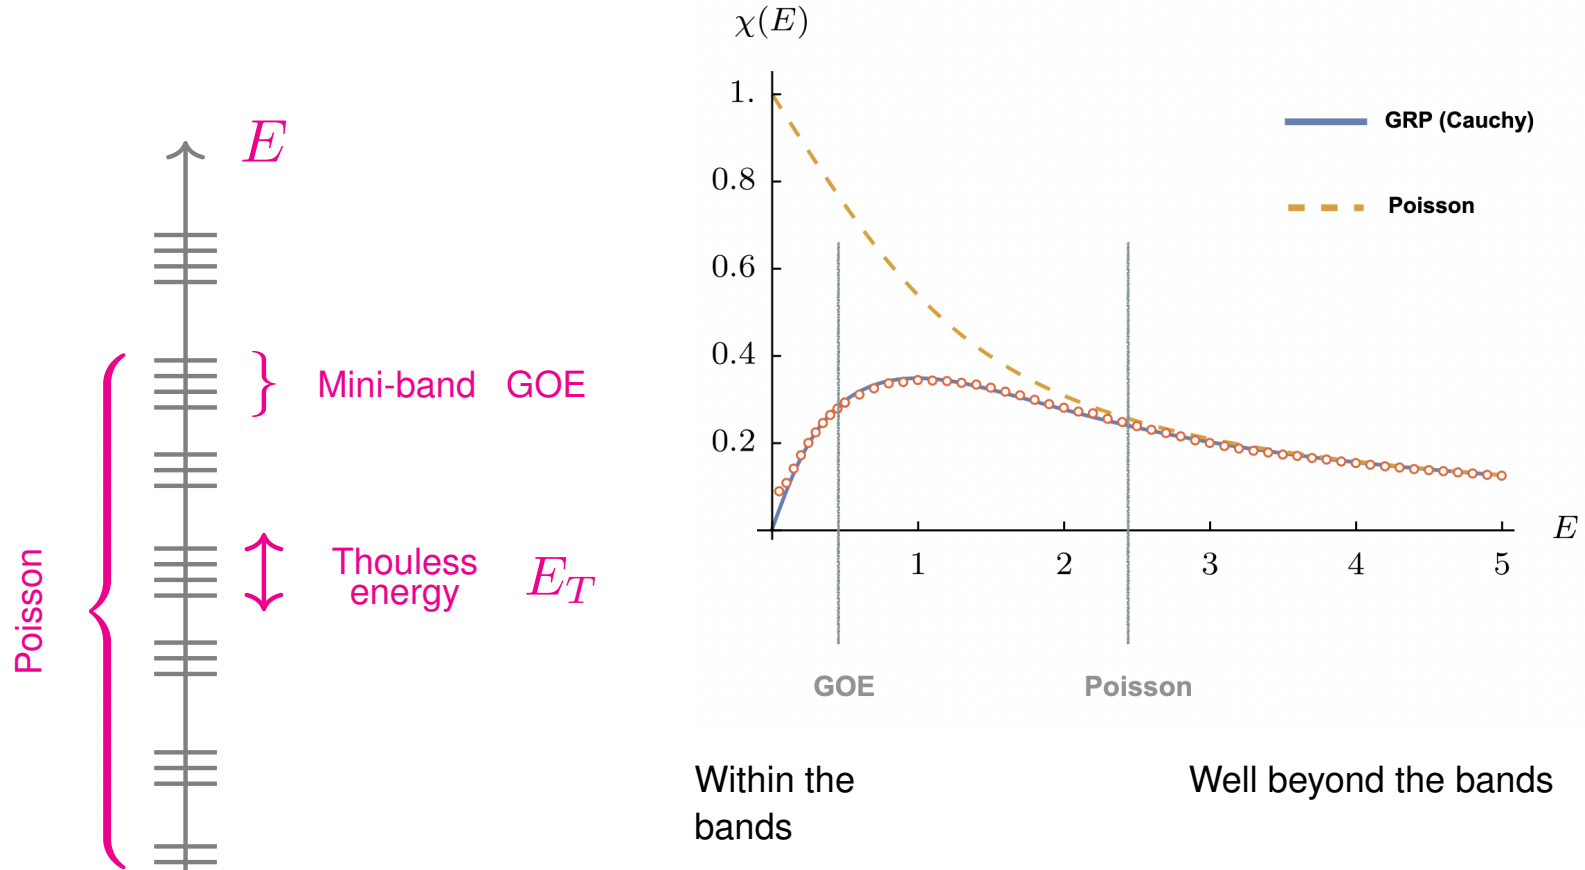 E
Mini-band GOE
Thouless
energy
E_T
Poisson
χ(E)
1.
0.8
0.6
0.4
0.2
1 2 3 4 5
E
GRP (Cauchy)
Poisson
GOE Poisson
Within the
bands
Well beyond the bands